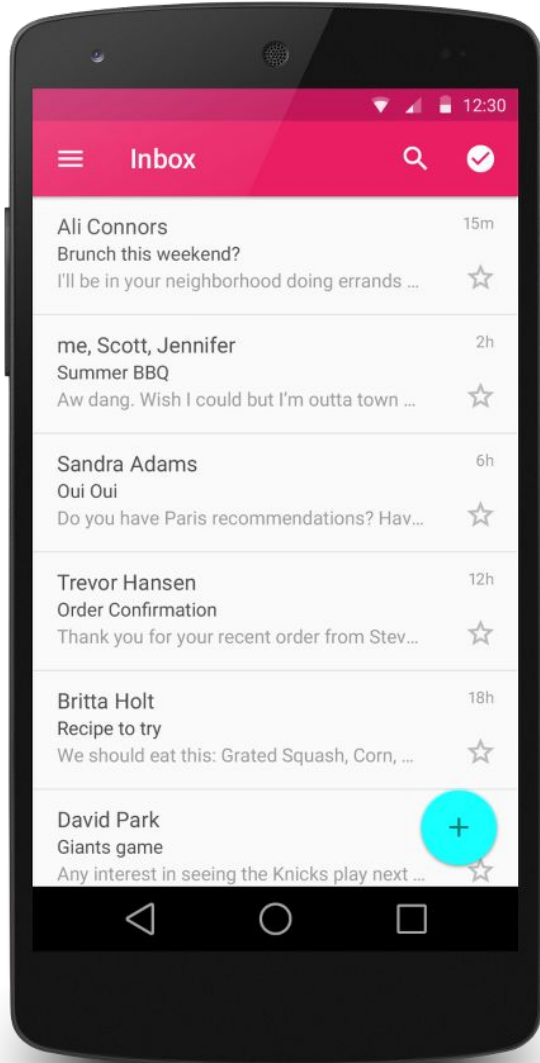 12:30
Inbox
Ali Connors 15m
Brunch this weekend?
I'll be in your neighborhood doing errands ...
me, Scott, Jennifer 2h
Summer BBQ
Aw dang. Wish I could but I'm outta town ...
Sandra Adams 6h
Oui Oui
Do you have Paris recommendations? Hav...
Trevor Hansen 12h
Order Confirmation
Thank you for your recent order from Stev...
Britta Holt 18h
Recipe to try
We should eat this: Grated Squash, Corn, ...
David Park
Giants game
Any interest in seeing the Knicks play next ...